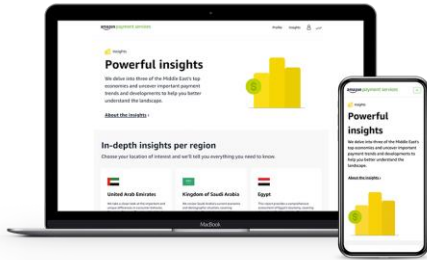 amazon payment services
Profile Insights عربي
Insights
Powerful insights
We delve into three of the Middle East's top
economies and uncover important payment
trends and developments to help you better
understand the landscape.
About the insights ›
In-depth insights per region
Choose your location of interest and we'll tell you everything you need to know.
United Arab Emirates
Kingdom of Saudi Arabia
Egypt
MacBook
amazon payment services
Insights
Powerful
insights
We delve into three of the Middle East's top
economies and uncover important payment
trends and developments to help you
better understand the landscape.
About the insights ›